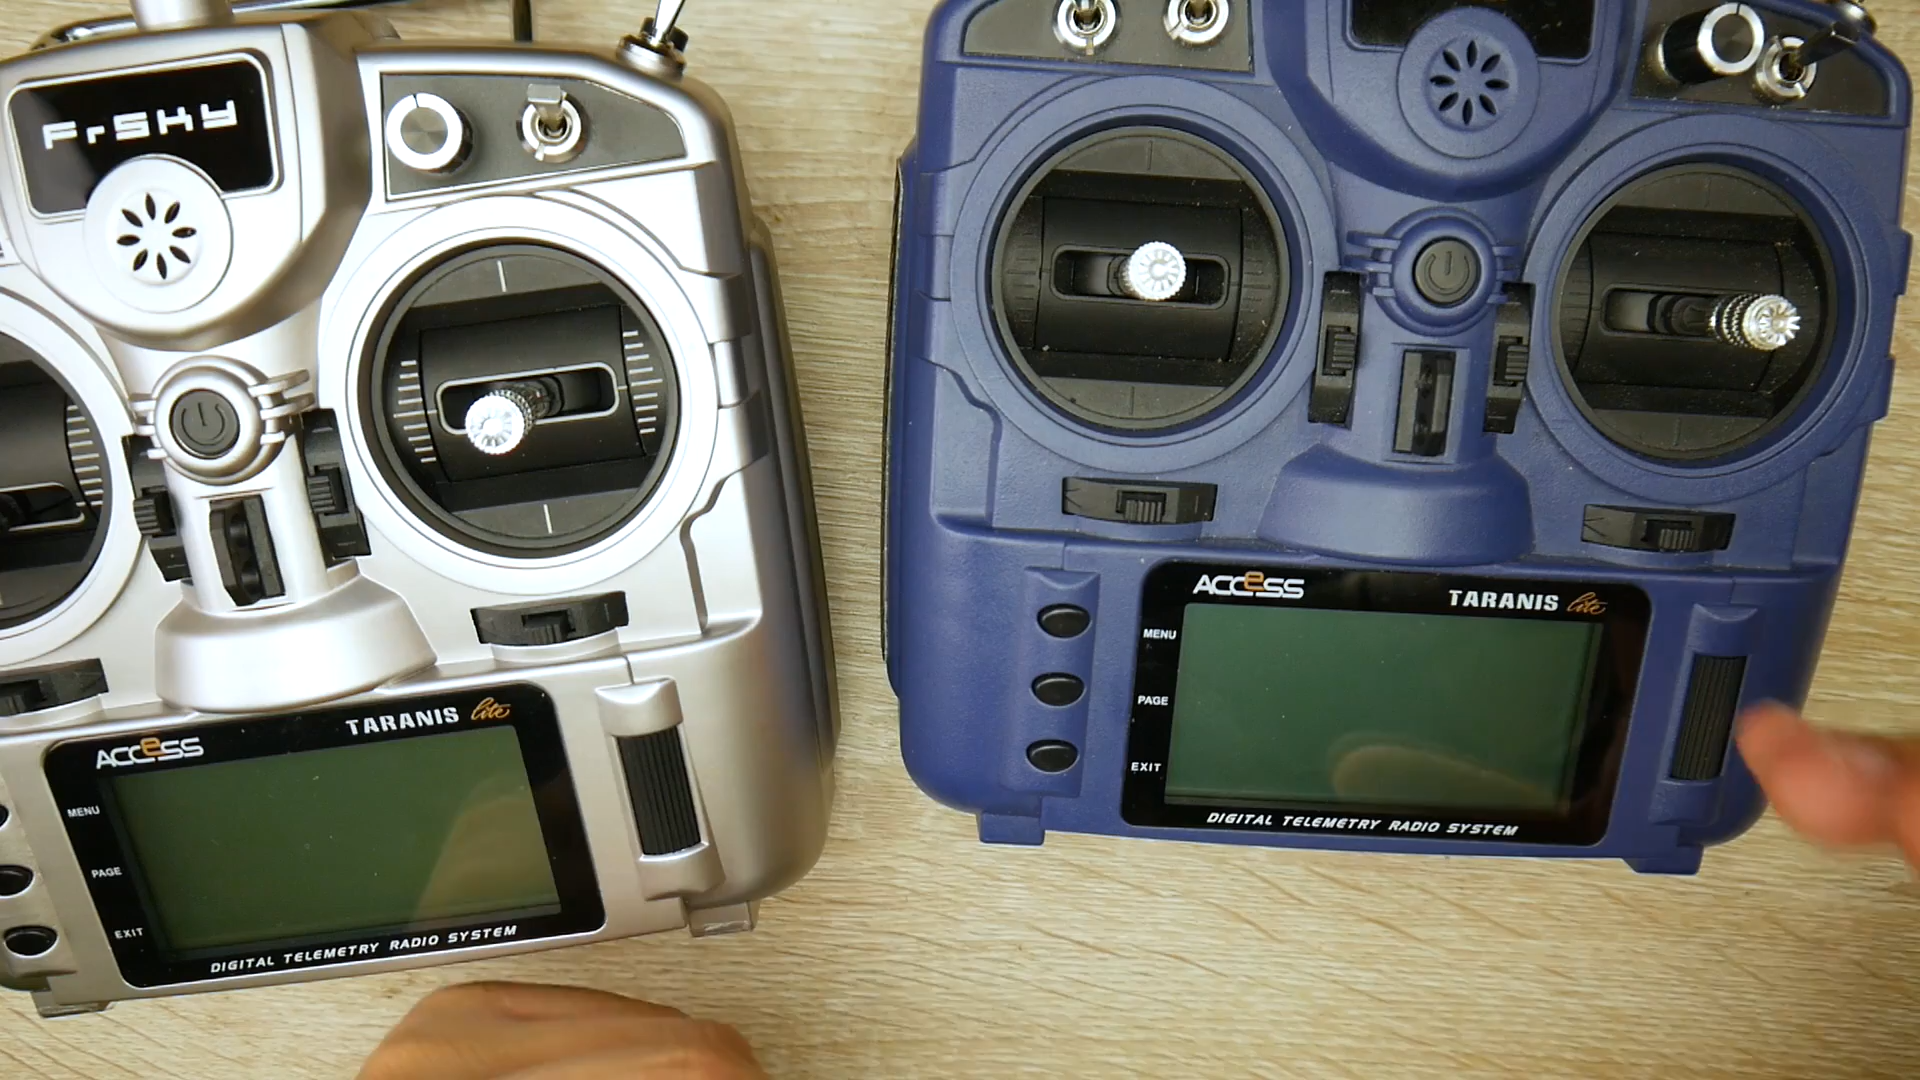 FrSky
ACCeSS TARANIS lite
MENU
PAGE
EXIT
DIGITAL TELEMETRY RADIO SYSTEM
ACCeSS TARANIS lite
MENU
PAGE
EXIT
DIGITAL TELEMETRY RADIO SYSTEM